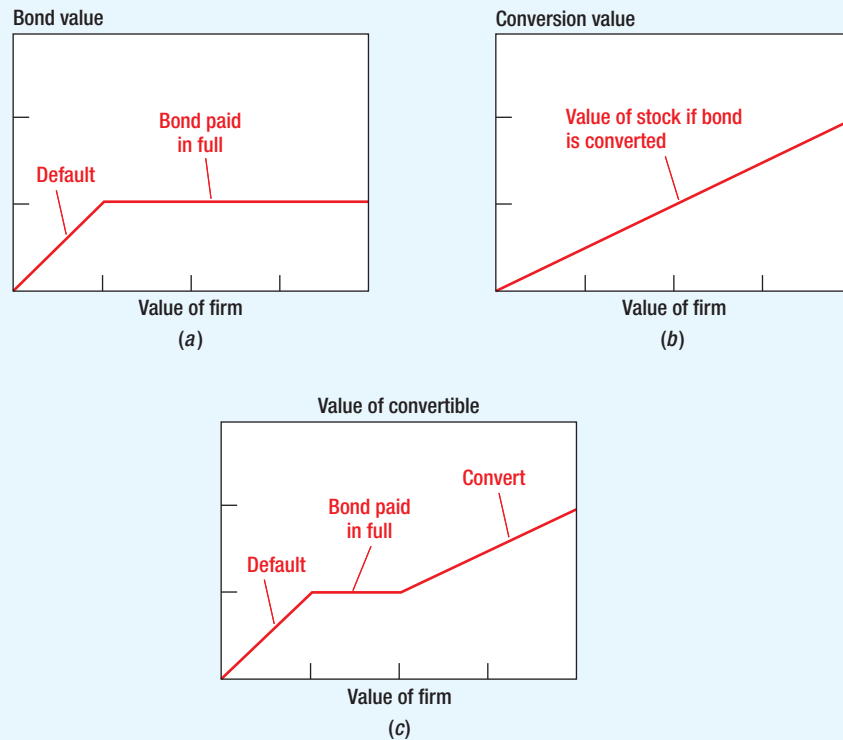 Bond value
Bond paid
in full
Default
Value of firm
(a)
Conversion value
Value of stock if bond
is converted
Value of firm
(b)
Value of convertible
Convert
Bond paid
in full
Default
Value of firm
(c)